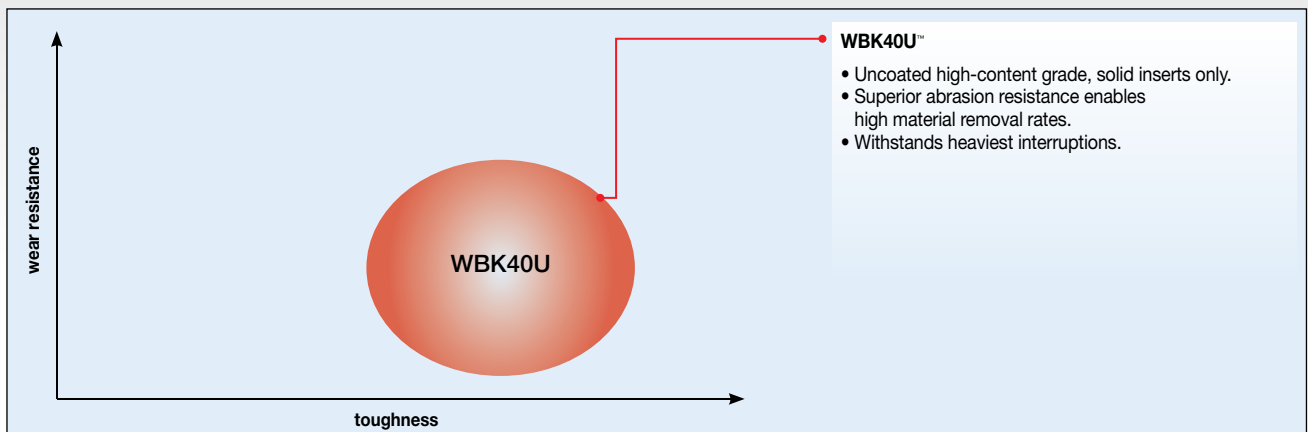 wear resistance
WBK40U
toughness
WBK40U™
• Uncoated high-content grade, solid inserts only.
• Superior abrasion resistance enables
high material removal rates.
• Withstands heaviest interruptions.